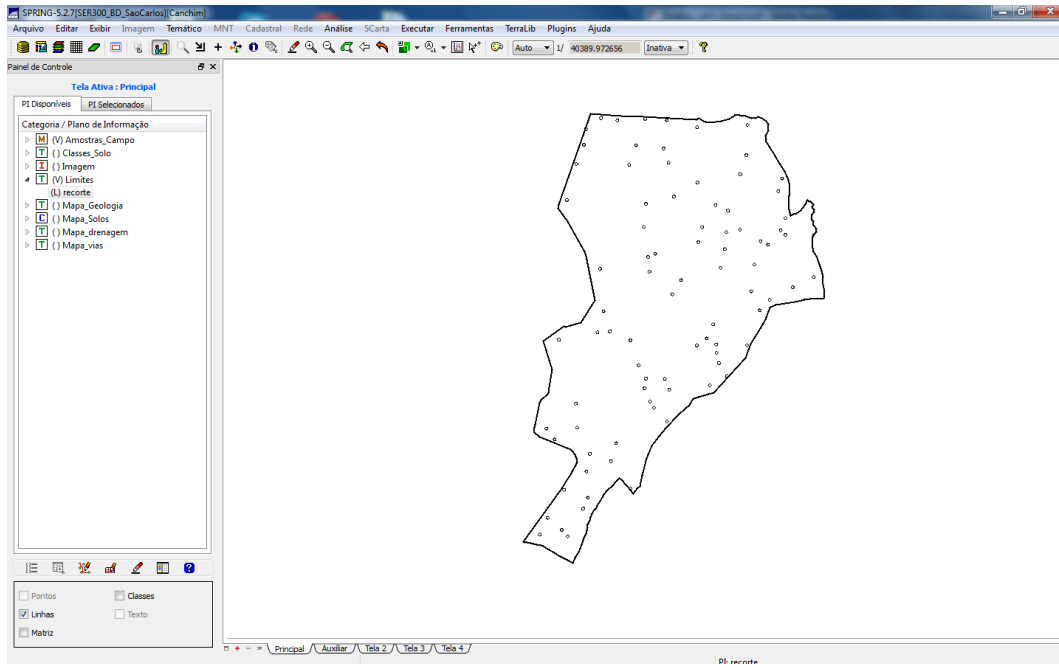 SPRING-5.2.7[SER300_BD_SaoCarlos][Canchim]
Arquivo Editar Exibir Imagem Temático MNT Cadastral Rede Análise SCarta Executar Ferramentas TerraLib Plugins Ajuda
Auto 1/ 40389.972656 Inativa
Painel de Controle
Tela Ativa : Principal
PI Disponíveis PI Selecionados
Categoria / Plano de Informação
M (V) Amostras_Campo
T ( ) Classes_Solo
I ( ) Imagem
T (V) Limites
(L) recorte
T ( ) Mapa_Geologia
C ( ) Mapa_Solos
T ( ) Mapa_drenagem
T ( ) Mapa_vias
Pontos Classes
Linhas Texto
Matriz
Principal Auxiliar Tela 2 Tela 3 Tela 4
PI: recorte